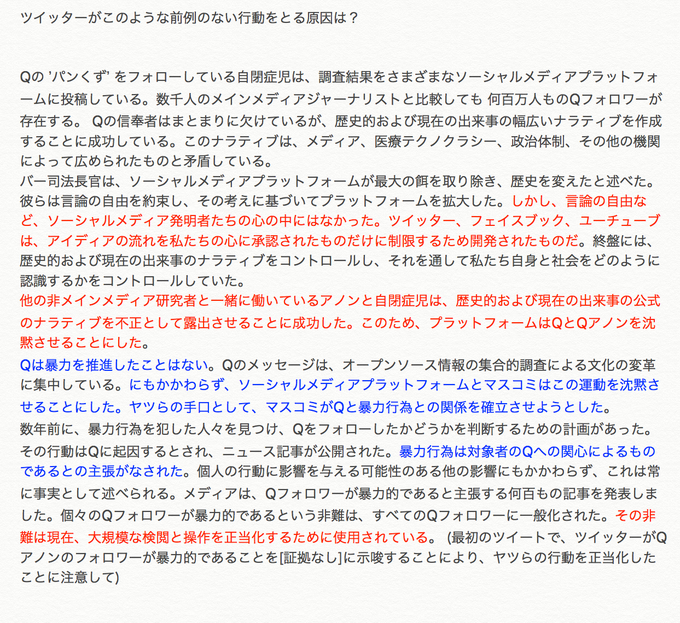 ツイッターがこのような前例のない行動をとる原因は？
Qの 'パンくず' をフォローしている自閉症児は、調査結果をさまざまなソーシャルメディアプラットフォ
ームに投稿している。数千人のメインメディアジャーナリストと比較しても 何百万人ものQフォロワーが
存在する。 Qの信奉者はまとまりに欠けているが、歴史的および現在の出来事の幅広いナラティブを作成
することに成功している。このナラティブは、メディア、医療テクノクラシー、政治体制、その他の機関
によって広められたものと矛盾している。
バー司法長官は、ソーシャルメディアプラットフォームが最大の餌を取り除き、歴史を変えたと述べた。
彼らは言論の自由を約束し、その考えに基づいてプラットフォームを拡大した。しかし、言論の自由な
ど、ソーシャルメディア発明者たちの心の中にはなかった。ツイッター、フェイスブック、ユーチューブ
は、アイディアの流れを私たちの心に承認されたものだけに制限するため開発されたものだ。終盤には、
歴史的および現在の出来事のナラティブをコントロールし、それを通して私たち自身と社会をどのように
認識するかをコントロールしていた。
他の非メインメディア研究者と一緒に働いているアノンと自閉症児は、歴史的および現在の出来事の公式
のナラティブを不正として露出させることに成功した。このため、プラットフォームはQとQアノンを沈
黙させることにした。
Qは暴力を推進したことはない。Qのメッセージは、オープンソース情報の集合的調査による文化の変革
に集中している。にもかかわらず、ソーシャルメディアプラットフォームとマスコミはこの運動を沈黙さ
せることにした。ヤツらの手口として、マスコミがQと暴力行為との関係を確立させようとした。
数年前に、暴力行為を犯した人々を見つけ、Qをフォローしたかどうかを判断するための計画があった。
その行動はQに起因するとされ、ニュース記事が公開された。暴力行為は対象者のQへの関心によるもの
であるとの主張がなされた。個人の行動に影響を与える可能性のある他の影響にもかかわらず、これは常
に事実として述べられる。メディアは、Qフォロワーが暴力的であると主張する何百もの記事を発表しま
した。個々のQフォロワーが暴力的であるという非難は、すべてのQフォロワーに一般化された。その非
難は現在、大規模な検閲と操作を正当化するために使用されている。 (最初のツイートで、ツイッターがQ
アノンのフォロワーが暴力的であることを[証拠なし]に示唆することにより、ヤツらの行動を正当化した
ことに注意して)